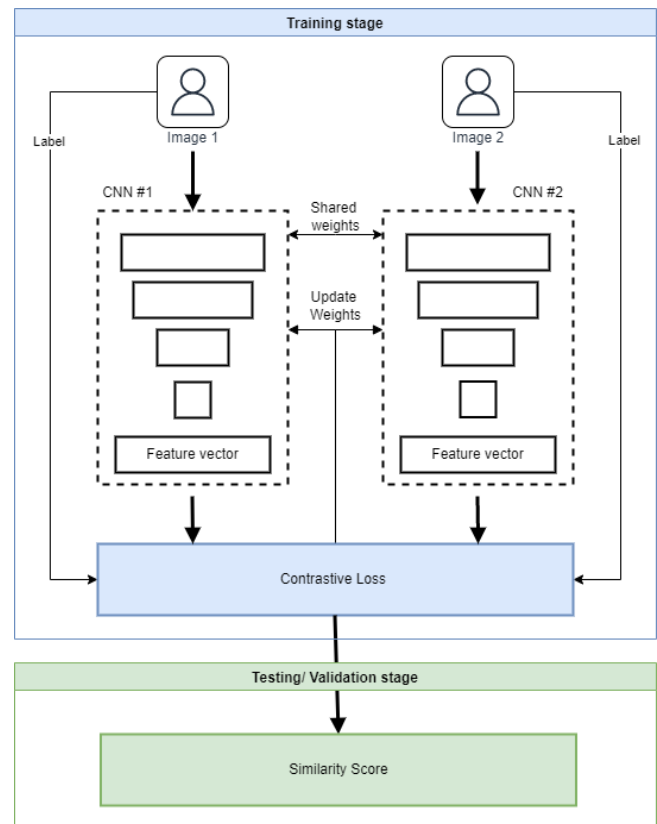 Training stage
Image 1
Image 2
Label
Label
CNN #1
CNN #2
Shared
weights
Update
Weights
Feature vector
Feature vector
Contrastive Loss
Testing/ Validation stage
Similarity Score